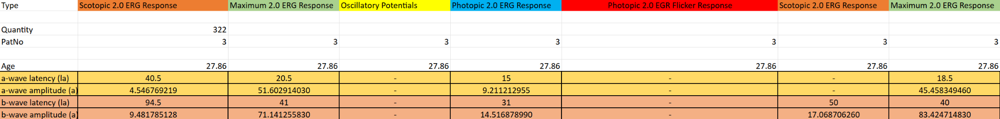 Type Scotopic 2.0 ERG Response Maximum 2.0 ERG Response Oscillatory Potentials Photopic 2.0 ERG Response Photopic 2.0 EGR Flicker Response Scotopic 2.0 ERG Response Maximum 2.0 ERG Response
Quantity 322
PatNo 3 3 3 3 3 3 3
Age 27.86 27.86 27.86 27.86 27.86 27.86 27.86
a-wave latency (la) 40.5 20.5 - 15 - - 18.5
a-wave amplitude (a) 4.546769219 51.602914030 - 9.211212955 - - 45.458349460
b-wave latency (la) 94.5 41 - 31 - 50 40
b-wave amplitude (a) 9.481785128 71.141255830 - 14.516878990 - 17.068706260 83.424714830